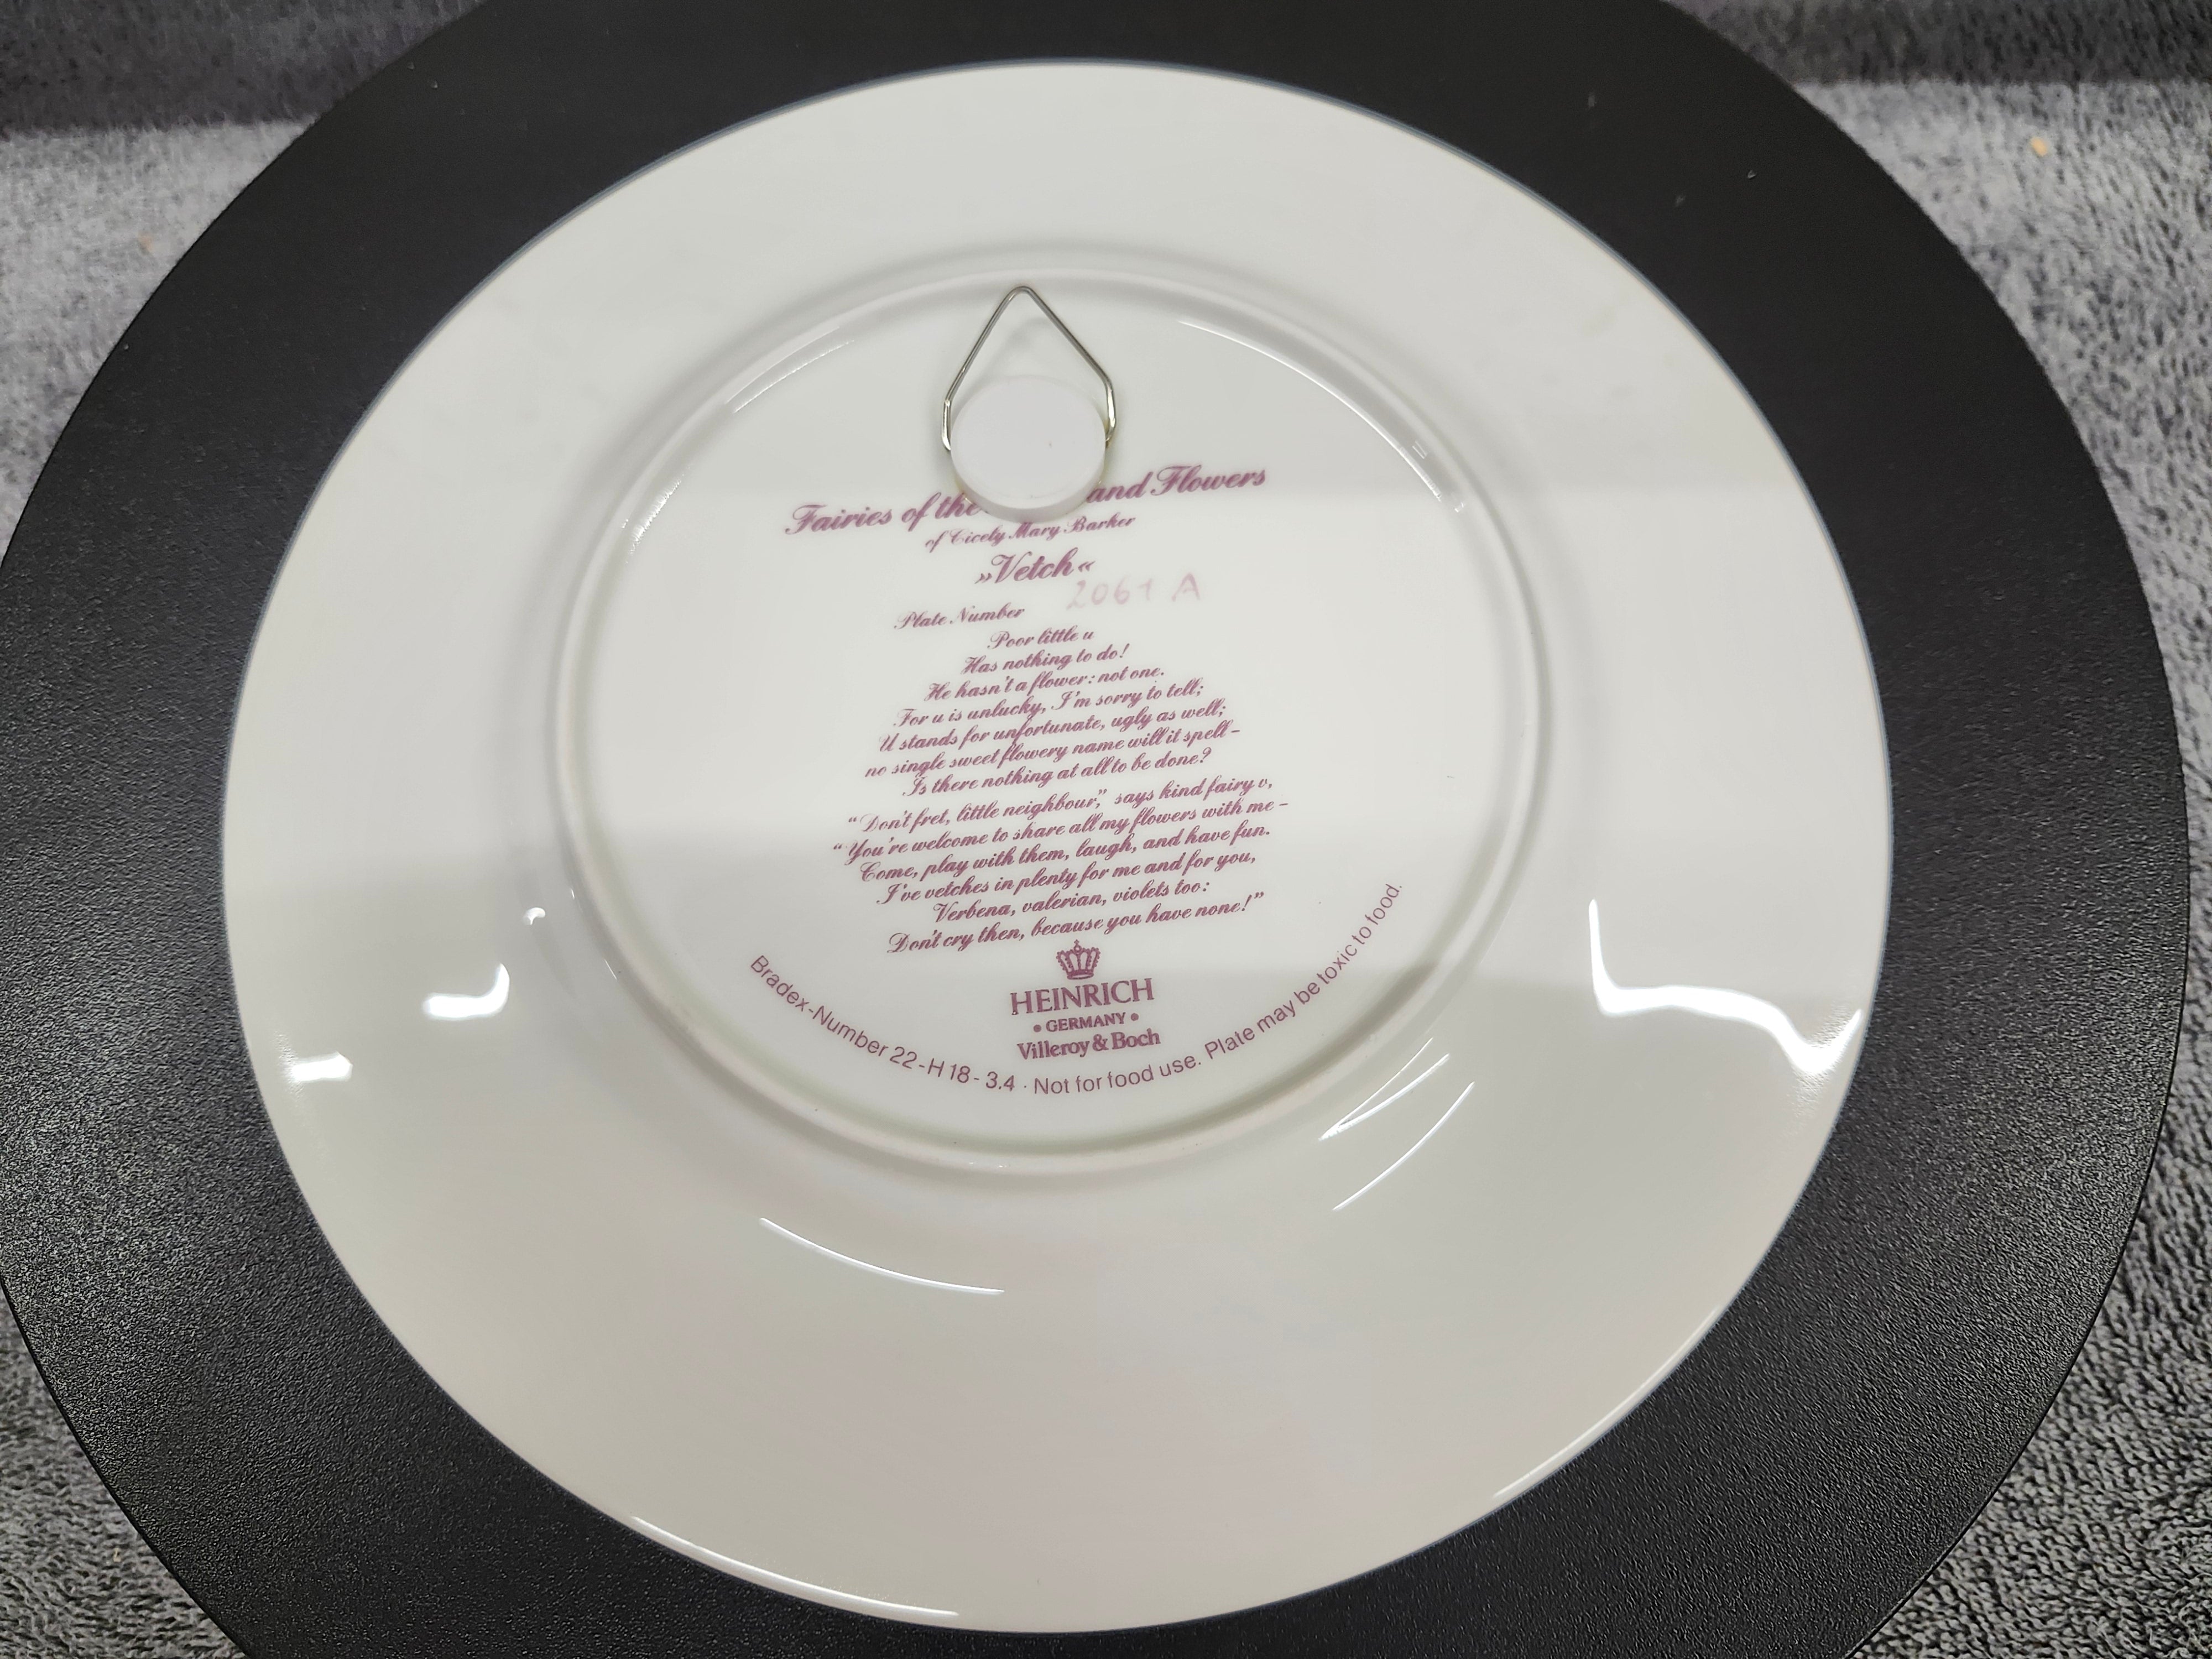 Fairies of the and Flowers
of Cicely Mary Barker
»Vetch«
Plate Number 2061 A
Poor little u
Has nothing to do!
He hasn't a flower: not one.
For u is unlucky, I'm sorry to tell;
U stands for unfortunate, ugly as well;
no single sweet flowery name will it spell –
Is there nothing at all to be done?
“Don't fret, little neighbour,” says kind fairy v,
“You're welcome to share all my flowers with me –
Come, play with them, laugh, and have fun.
I've vetches in plenty for me and for you,
Verbena, valerian, violets too:
Don't cry then, because you have none!”
HEINRICH
• GERMANY •
Villeroy & Boch
Bradex-Number 22-H18-3.4 · Not for food use. Plate may be toxic to food.